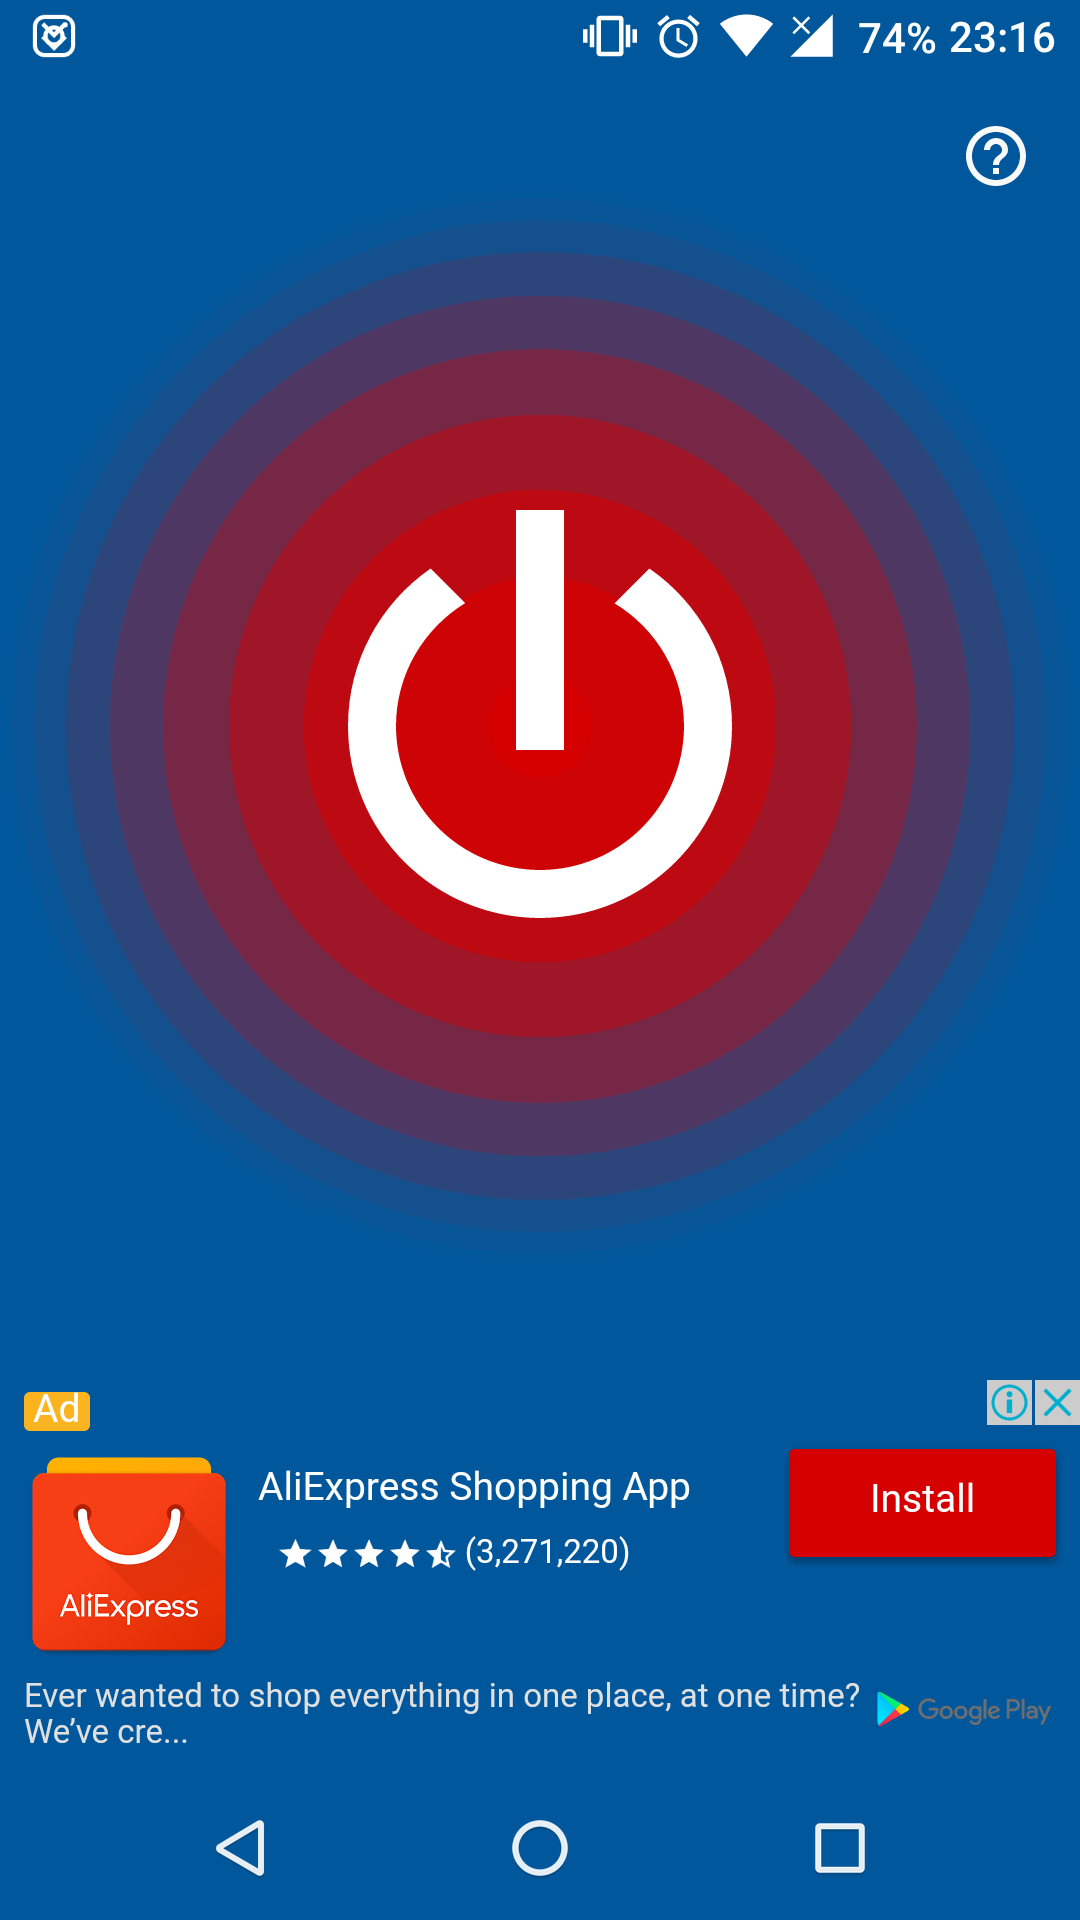 74% 23:16
Ad
AliExpress Shopping App
Install
(3,271,220)
AliExpress
Ever wanted to shop everything in one place, at one time?
We’ve cre...
Google Play